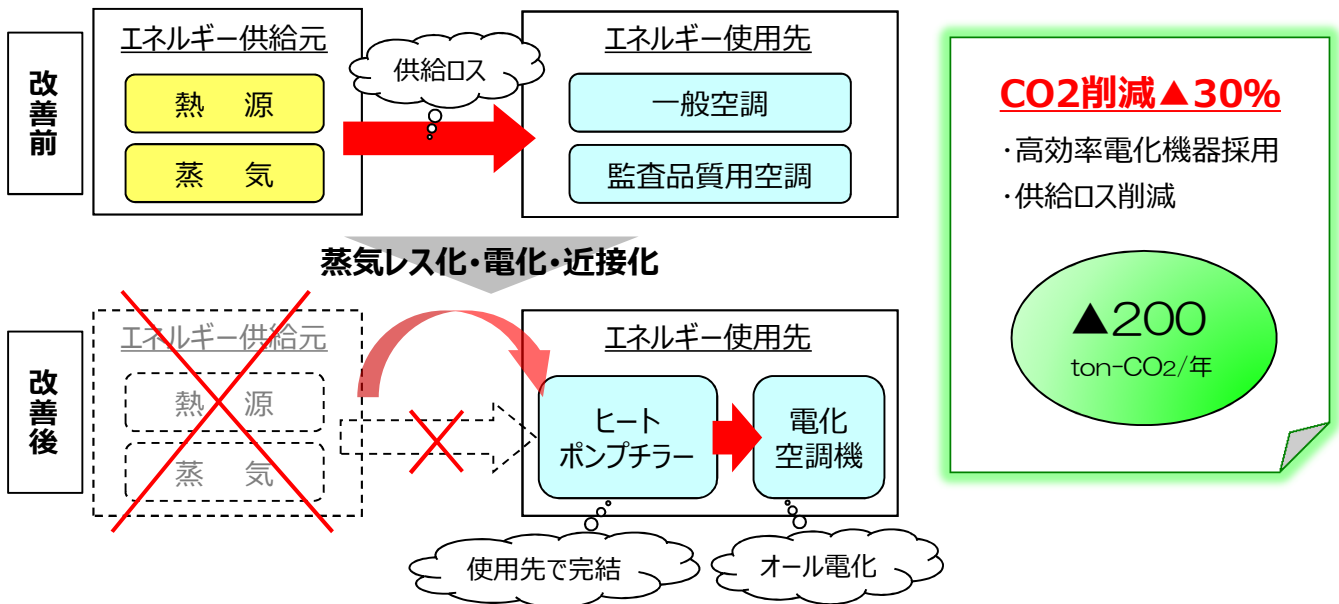 改善前
エネルギー供給元
熱 源
蒸 気
供給ロス
エネルギー使用先
一般空調
監査品質用空調
蒸気レス化・電化・近接化
改善後
エネルギー供給元
熱 源
蒸 気
エネルギー使用先
ヒート
ポンプチラー
電化
空調機
使用先で完結
オール電化
CO2削減▲30%
・高効率電化機器採用
・供給ロス削減
▲200
ton-CO2/年